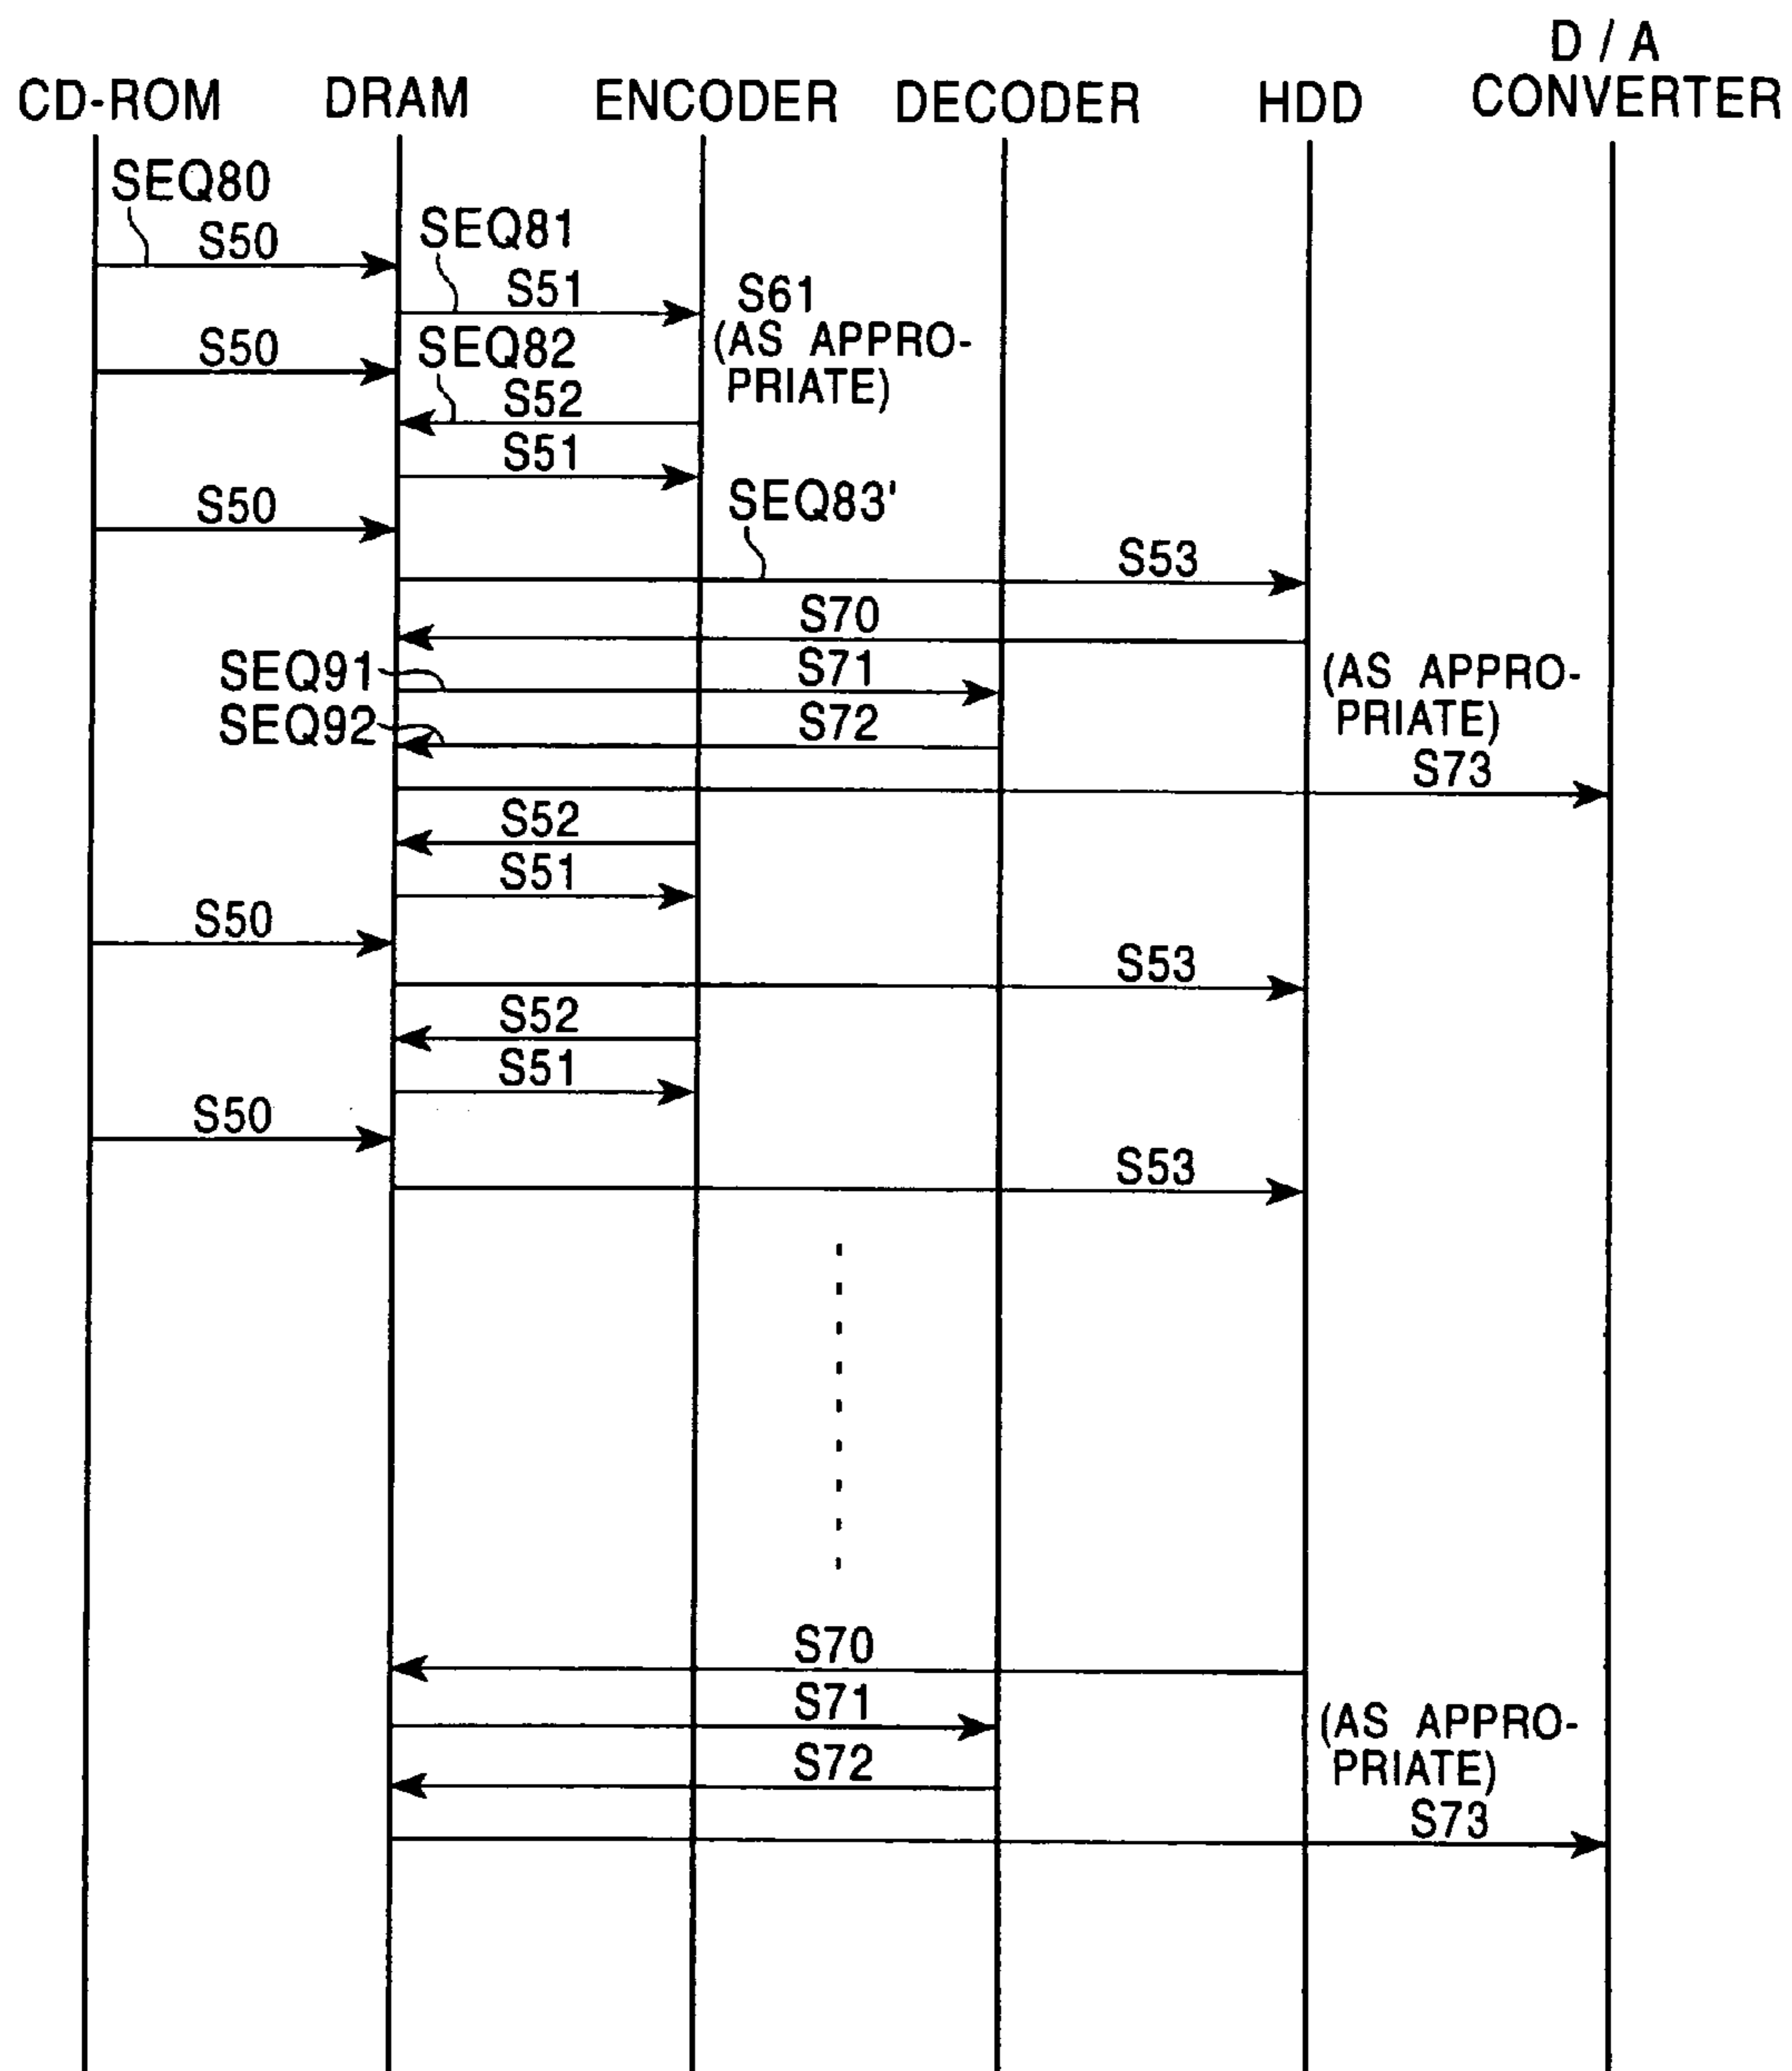 D / A
CD-ROM DRAM ENCODER DECODER HDD CONVERTER
SEQ80
S50
SEQ81
S51
S61
(AS APPRO-
PRIATE)
S50
SEQ82
S52
S51
SEQ83'
S50
S53
S70
SEQ91
S71
(AS APPRO-
PRIATE)
SEQ92
S72
S73
S52
S51
S50
S53
S52
S51
S50
S53
S70
S71
(AS APPRO-
PRIATE)
S72
S73